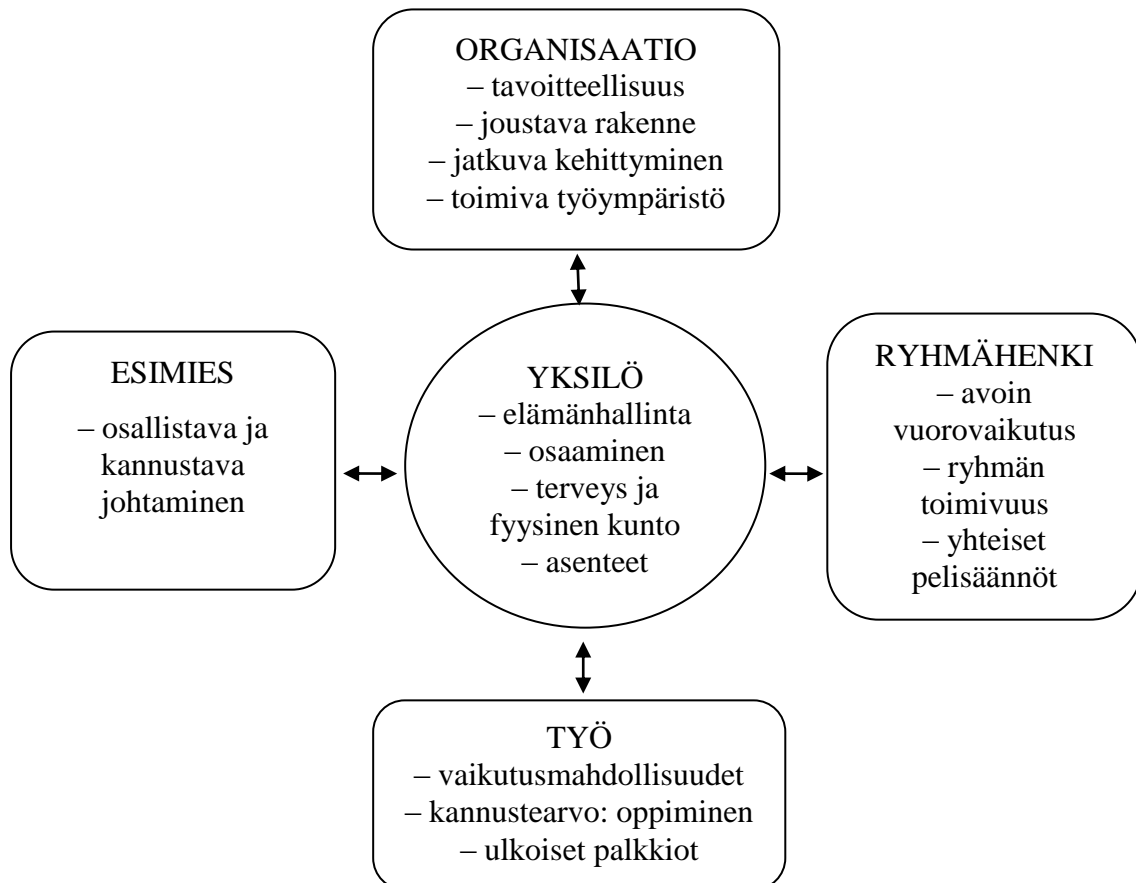 ORGANISAATIO
– tavoitteellisuus
– joustava rakenne
– jatkuva kehittyminen
– toimiva työympäristö
ESIMIES
– osallistava ja
kannustava
johtaminen
YKSILÖ
– elämänhallinta
– osaaminen
– terveys ja
fyysinen kunto
– asenteet
RYHMÄHENKI
– avoin
vuorovaikutus
– ryhmän
toimivuus
– yhteiset
pelisäännöt
TYÖ
– vaikutusmahdollisuudet
– kannustearvo: oppiminen
– ulkoiset palkkiot